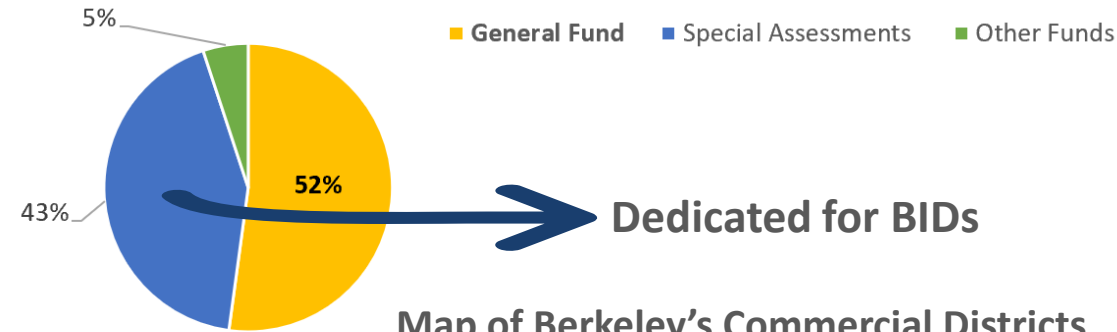 5%
General Fund Special Assessments Other Funds
52%
43%
Dedicated for BIDs
Map of Berkeley's Commercial Districts